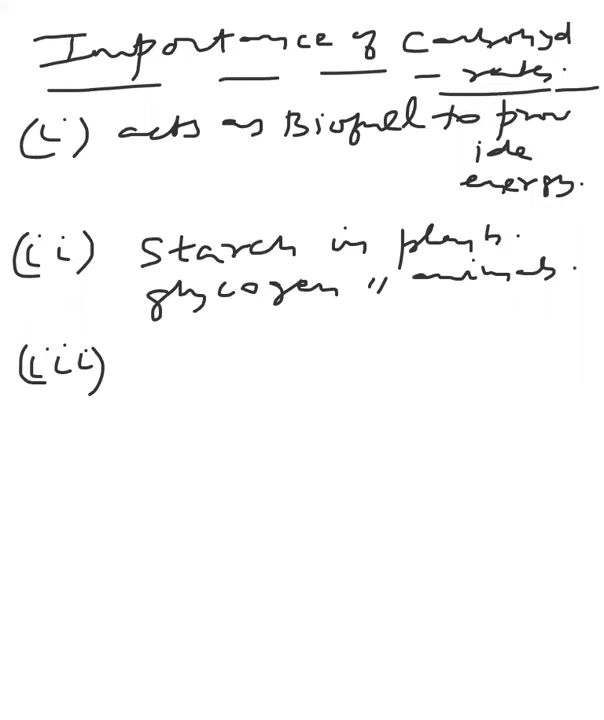 Importance of Carbohyd
rates.
(i) acts as Biofuel to prov
ide
energy.
(ii) Starch in plants.
glycogen " animals.
(iii)